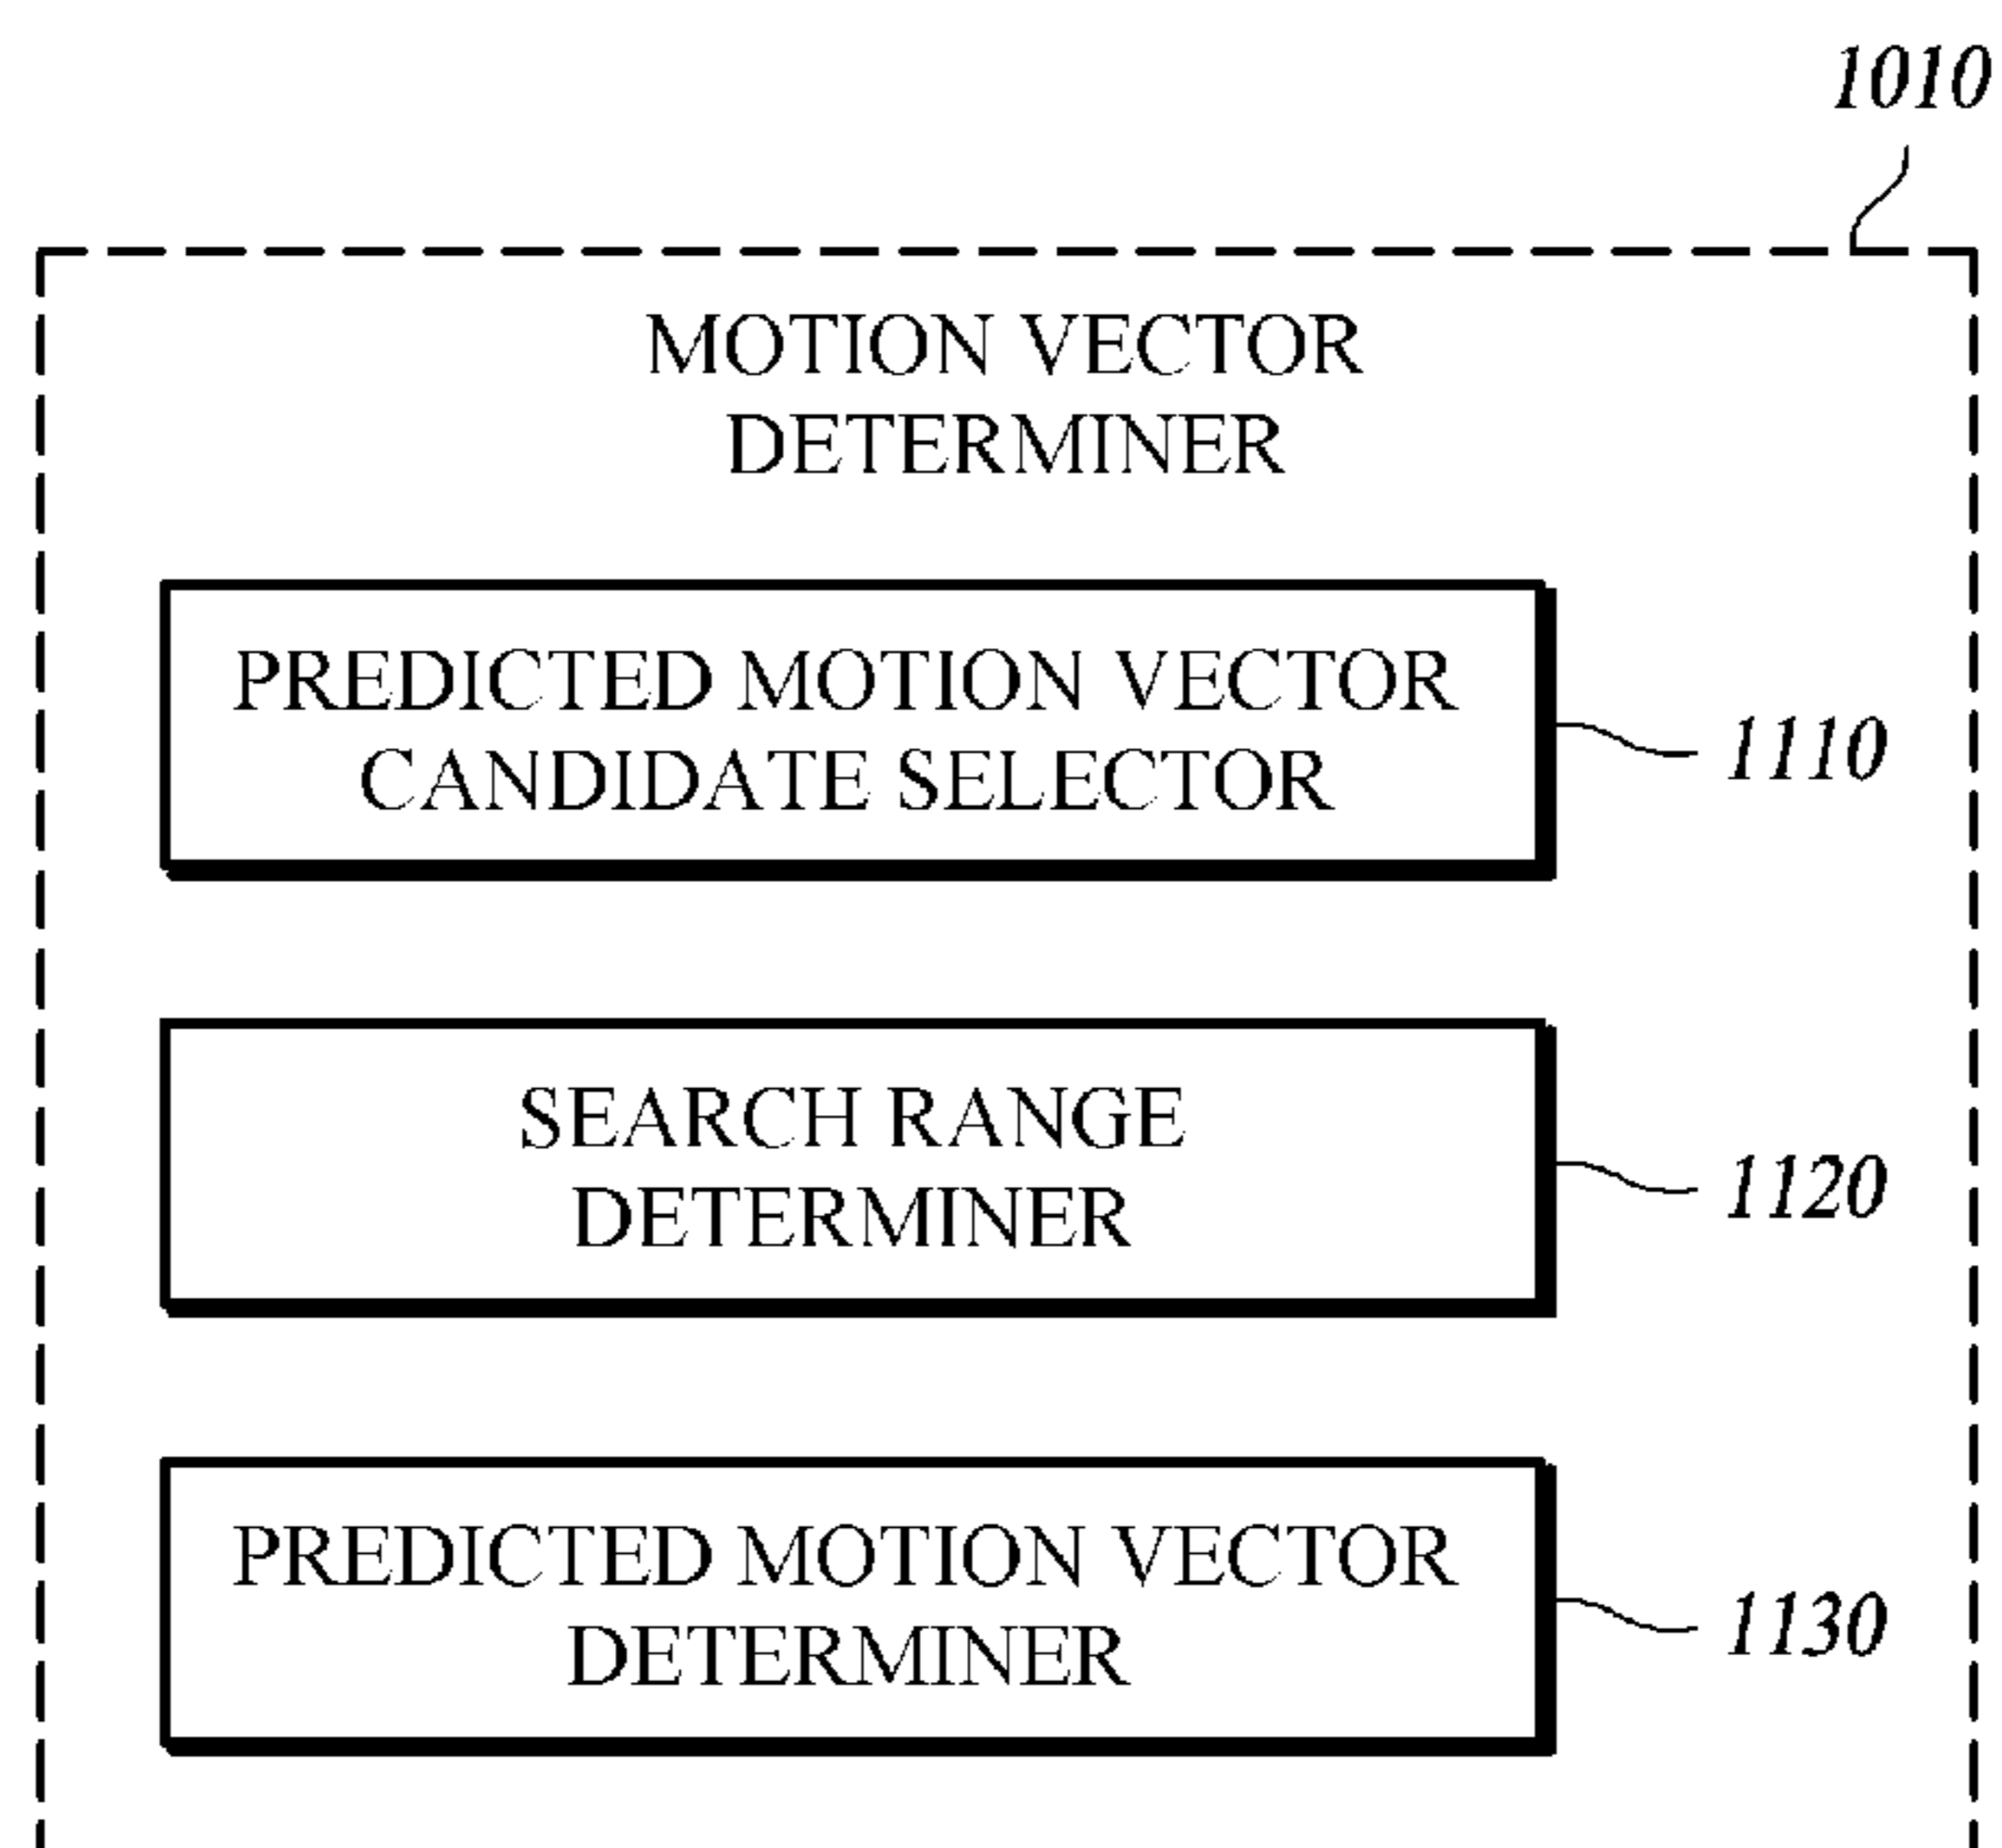 1010
MOTION VECTOR
DETERMINER
PREDICTED MOTION VECTOR
CANDIDATE SELECTOR
1110
SEARCH RANGE
DETERMINER
1120
PREDICTED MOTION VECTOR
DETERMINER
1130